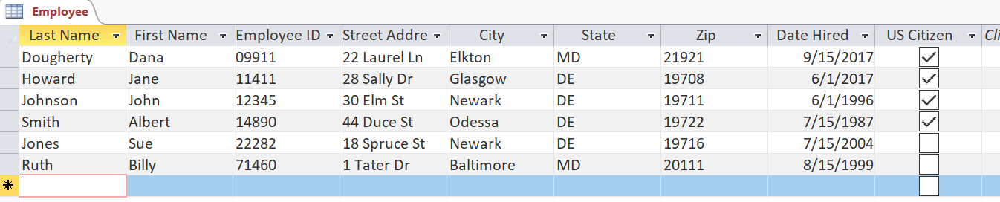 Employee
Last Name First Name Employee ID Street Addre City State Zip Date Hired US Citizen Cli
Dougherty Dana 09911 22 Laurel Ln Elkton MD 21921 9/15/2017
Howard Jane 11411 28 Sally Dr Glasgow DE 19708 6/1/2017
Johnson John 12345 30 Elm St Newark DE 19711 6/1/1996
Smith Albert 14890 44 Duce St Odessa DE 19722 7/15/1987
Jones Sue 22282 18 Spruce St Newark DE 19716 7/15/2004
Ruth Billy 71460 1 Tater Dr Baltimore MD 20111 8/15/1999